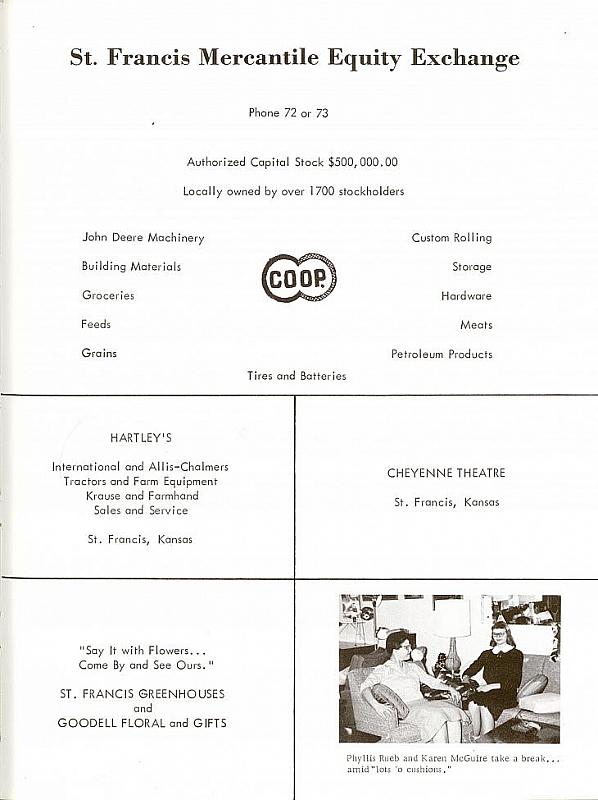 St. Francis Mercantile Equity Exchange
Phone 72 or 73
Authorized Capital Stock $500,000.00
Locally owned by over 1700 stockholders
John Deere Machinery
Building Materials
Groceries
Feeds
Grains
COOP.
Custom Rolling
Storage
Hardware
Meats
Petroleum Products
Tires and Batteries
HARTLEY'S
International and Allis-Chalmers
Tractors and Farm Equipment
Krause and Farmhand
Sales and Service
St. Francis, Kansas
CHEYENNE THEATRE
St. Francis, Kansas
"Say It with Flowers...
Come By and See Ours."
ST. FRANCIS GREENHOUSES
and
GOODELL FLORAL and GIFTS
Phyllis Rueb and Karen McGuire take a break...
amid "lots 'o cushions."